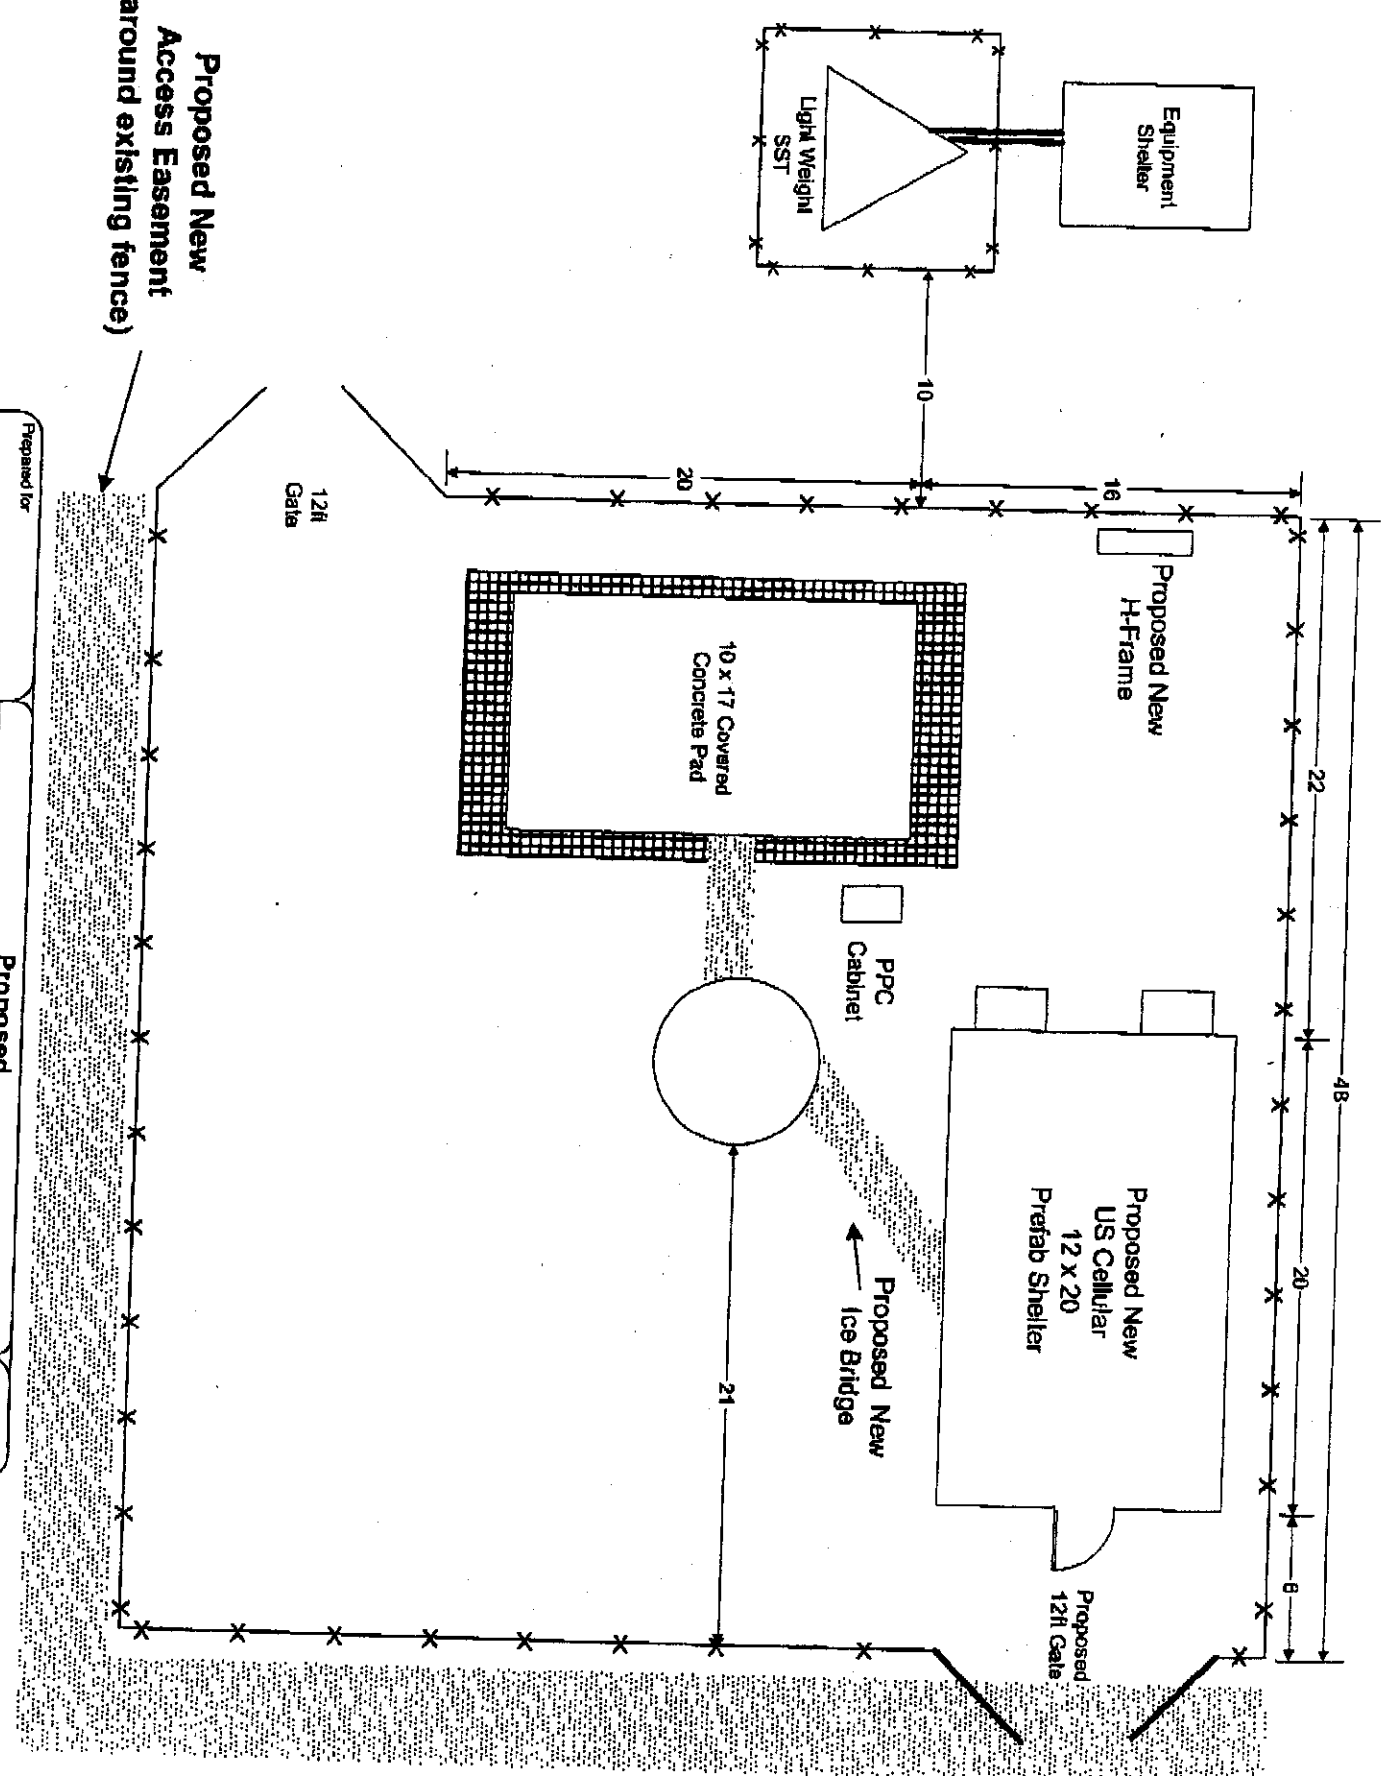 Equipment
Shelter
Light Weight
SST
Proposed New
Access Easement
around existing fence)
10
20
16
12ft
Gate
Proposed New
H-Frame
10 x 17 Covered
Concrete Pad
22
48
20
6
PPC
Cabinet
Proposed New
US Cellular
12 x 20
Prefab Shelter
Proposed New
Ice Bridge
21
Proposed
12ft Gate
Prepared for
Proposed